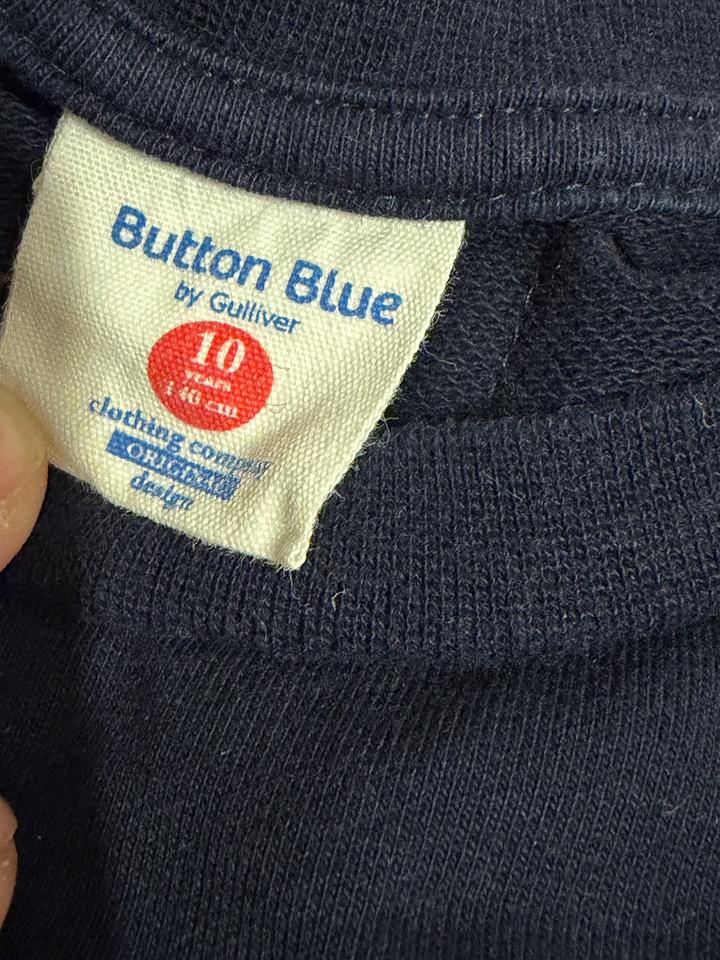 Button Blue
by Gulliver
10
years
140 cm
clothing company
ORIGINAL
design